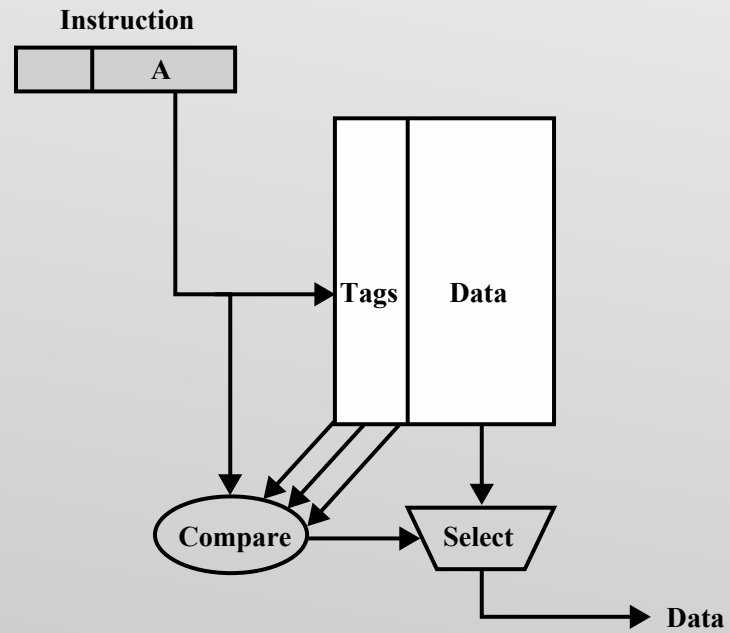 Instruction
A
Tags
Data
Compare
Select
Data